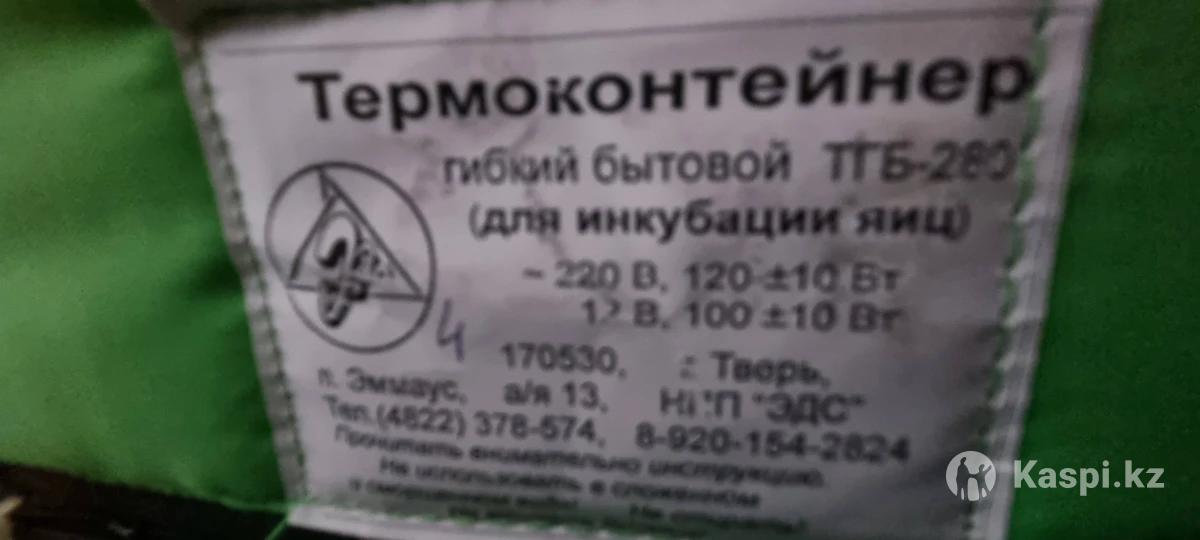 Термоконтейнер
гибкий бытовой ТГБ-280
(для инкубации яиц)
~ 220 В, 120 ±10 Вт
12 В, 100 ±10 Вт
4
170530, г. Тверь,
п. Эммаус, а/я 13, НПП "ЭДС"
Тел.(4822) 378-574, 8-920-154-2824
Прочитать внимательно инструкцию.
Не использовать в сложенном
Kaspi.kz